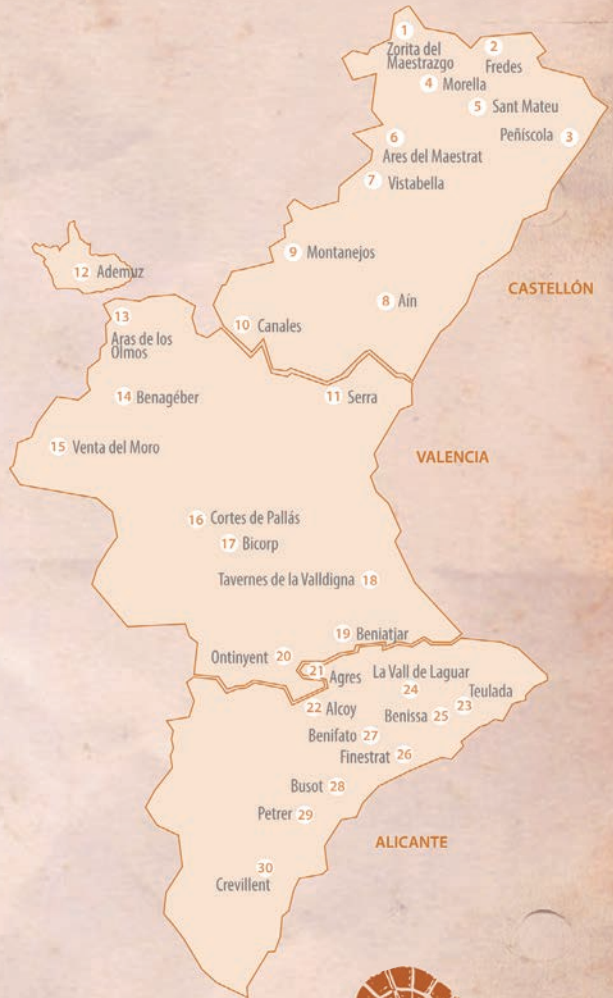 1
Zorita del
Maestrazgo
2
Fredes
4 Morella
5 Sant Mateu
Peñíscola 3
6
Ares del Maestrat
7 Vistabella
9 Montanejos
12 Ademuz
8 Aín
CASTELLÓN
13
Aras de los
Olmos
10 Canales
14 Benagéber
11 Serra
15 Venta del Moro
VALENCIA
16 Cortes de Pallás
17 Bicorp
Tavernes de la Valldigna 18
19 Beniatjar
Ontinyent 20
21
Agres
La Vall de Laguar
24
Teulada
23
22 Alcoy
Benissa 25
Benifato 27
Finestrat 26
Busot 28
Petrer 29
ALICANTE
30
Crevillent